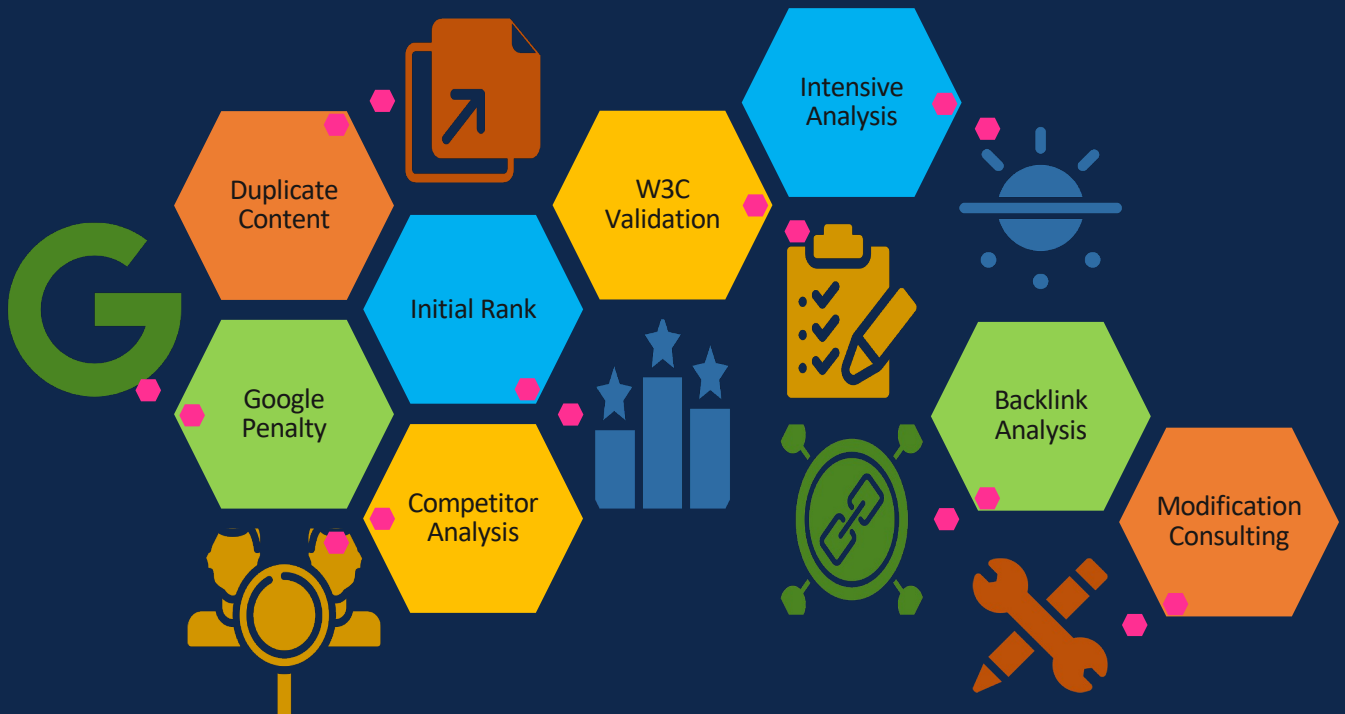 Intensive
Analysis
Duplicate
Content
W3C
Validation
Initial Rank
Google
Penalty
Backlink
Analysis
Competitor
Analysis
Modification
Consulting